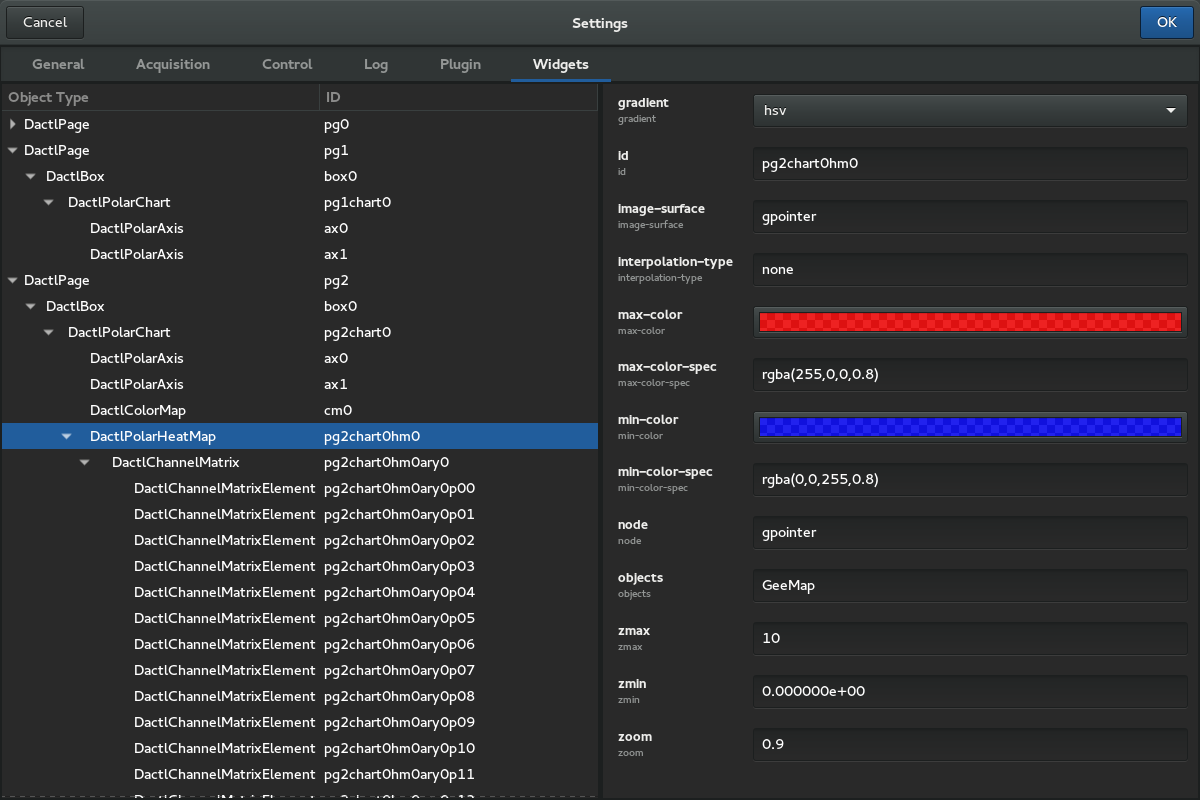 Cancel
Settings
OK
General Acquisition Control Log Plugin Widgets
Object Type ID
DactlPage pg0
DactlPage pg1
DactlBox box0
DactlPolarChart pg1chart0
DactlPolarAxis ax0
DactlPolarAxis ax1
DactlPage pg2
DactlBox box0
DactlPolarChart pg2chart0
DactlPolarAxis ax0
DactlPolarAxis ax1
DactlColorMap cm0
DactlPolarHeatMap pg2chart0hm0
DactlChannelMatrix pg2chart0hm0ary0
DactlChannelMatrixElement pg2chart0hm0ary0p00
DactlChannelMatrixElement pg2chart0hm0ary0p01
DactlChannelMatrixElement pg2chart0hm0ary0p02
DactlChannelMatrixElement pg2chart0hm0ary0p03
DactlChannelMatrixElement pg2chart0hm0ary0p04
DactlChannelMatrixElement pg2chart0hm0ary0p05
DactlChannelMatrixElement pg2chart0hm0ary0p06
DactlChannelMatrixElement pg2chart0hm0ary0p07
DactlChannelMatrixElement pg2chart0hm0ary0p08
DactlChannelMatrixElement pg2chart0hm0ary0p09
DactlChannelMatrixElement pg2chart0hm0ary0p10
DactlChannelMatrixElement pg2chart0hm0ary0p11
gradient
gradient
hsv
id
id
pg2chart0hm0
image-surface
image-surface
gpointer
interpolation-type
interpolation-type
none
max-color
max-color
max-color-spec
max-color-spec
rgba(255,0,0,0.8)
min-color
min-color
min-color-spec
min-color-spec
rgba(0,0,255,0.8)
node
node
gpointer
objects
objects
GeeMap
zmax
zmax
10
zmin
zmin
0.000000e+00
zoom
zoom
0.9